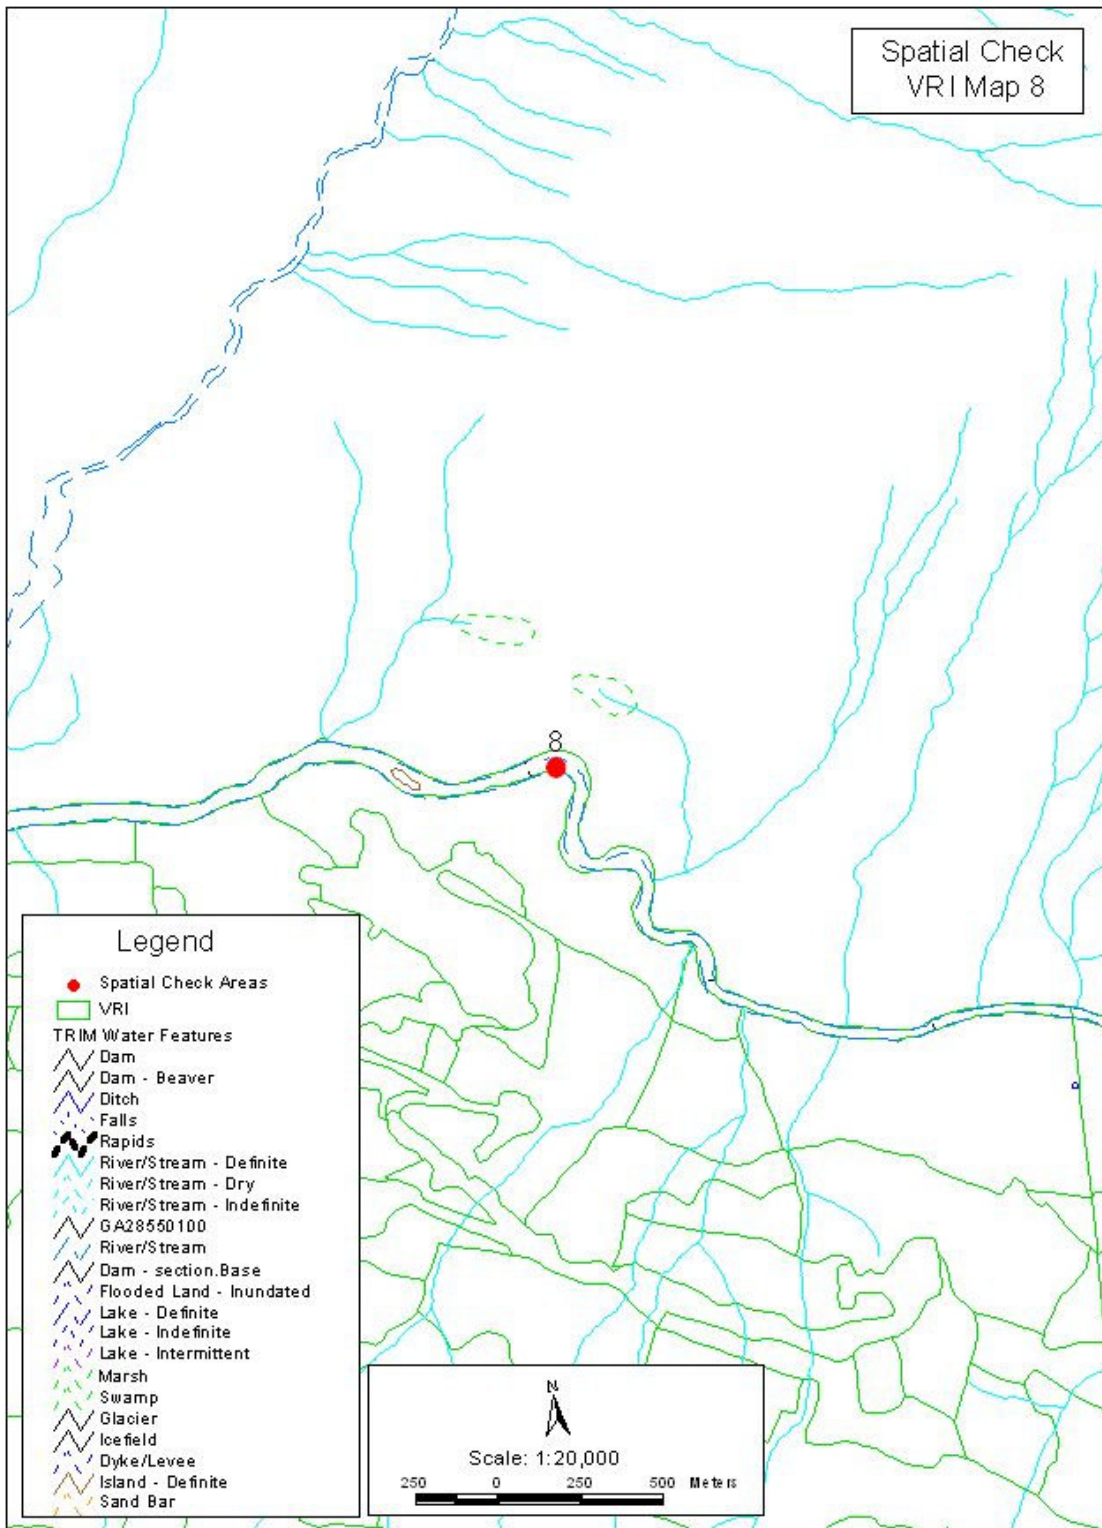 Spatial Check
VRI Map 8
8
Legend
Spatial Check Areas
VRI
TRIM Water Features
Dam
Dam - Beaver
Ditch
Falls
Rapids
River/Stream - Definite
River/Stream - Dry
River/Stream - Indefinite
GA28550100
River/Stream
Dam - section.Base
Flooded Land - Inundated
Lake - Definite
Lake - Indefinite
Lake - Intermittent
Marsh
Swamp
Glacier
Icefield
Dyke/Levee
Island - Definite
Sand Bar
N
Scale: 1:20,000
250 0 250 500 Meters